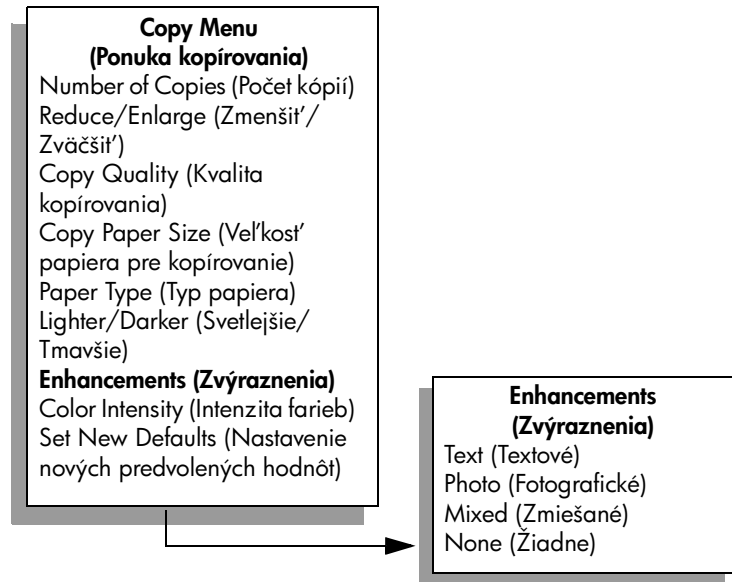 Copy Menu
(Ponuka kopírovania)
Number of Copies (Počet kópií)
Reduce/Enlarge (Zmenšiť/
Zväčšiť)
Copy Quality (Kvalita
kopírovania)
Copy Paper Size (Veľkosť
papiera pre kopírovanie)
Paper Type (Typ papiera)
Lighter/Darker (Svetlejšie/
Tmavšie)
Enhancements (Zvýraznenia)
Color Intensity (Intenzita farieb)
Set New Defaults (Nastavenie
nových predvolených hodnôt)
Enhancements
(Zvýraznenia)
Text (Textové)
Photo (Fotografické)
Mixed (Zmiešané)
None (Žiadne)